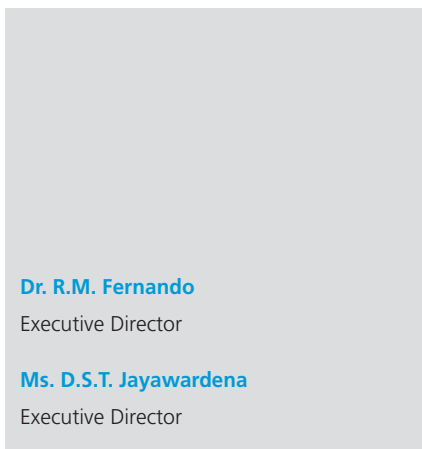 Dr. R.M. Fernando
Executive Director
Ms. D.S.T. Jayawardena
Executive Director